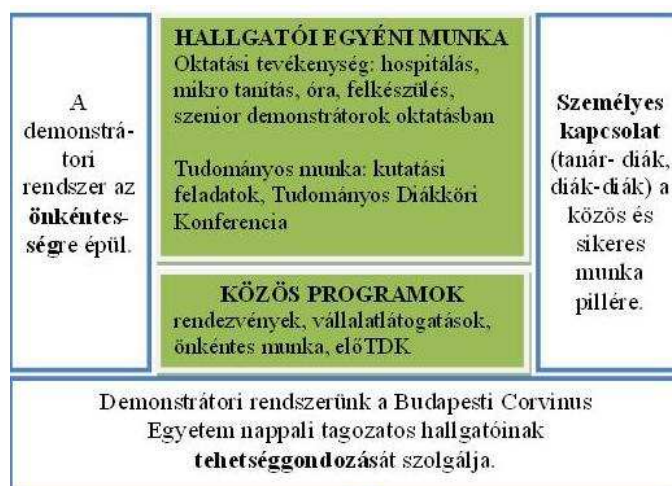 A
demonstrá-
tori
rendszer az
önkéntes-
ségre épül.
HALLGATÓI EGYÉNI MUNKA
Oktatási tevékenység: hospitálás,
mikro tanítás, óra, felkészülés,
szenior demonstrátorok oktatásban
Tudományos munka: kutatási
feladatok, Tudományos Diákköri
Konferencia
KÖZÖS PROGRAMOK
rendezvények, vállalatlátogatások,
önkéntes munka, előTDK
Személyes
kapcsolat
(tanár- diák,
diák-diák) a
közös és
sikeres
munka
pillére.
Demonstrátori rendszerünk a Budapesti Corvinus
Egyetem nappali tagozatos hallgatóinak
tehetséggondozását szolgálja.